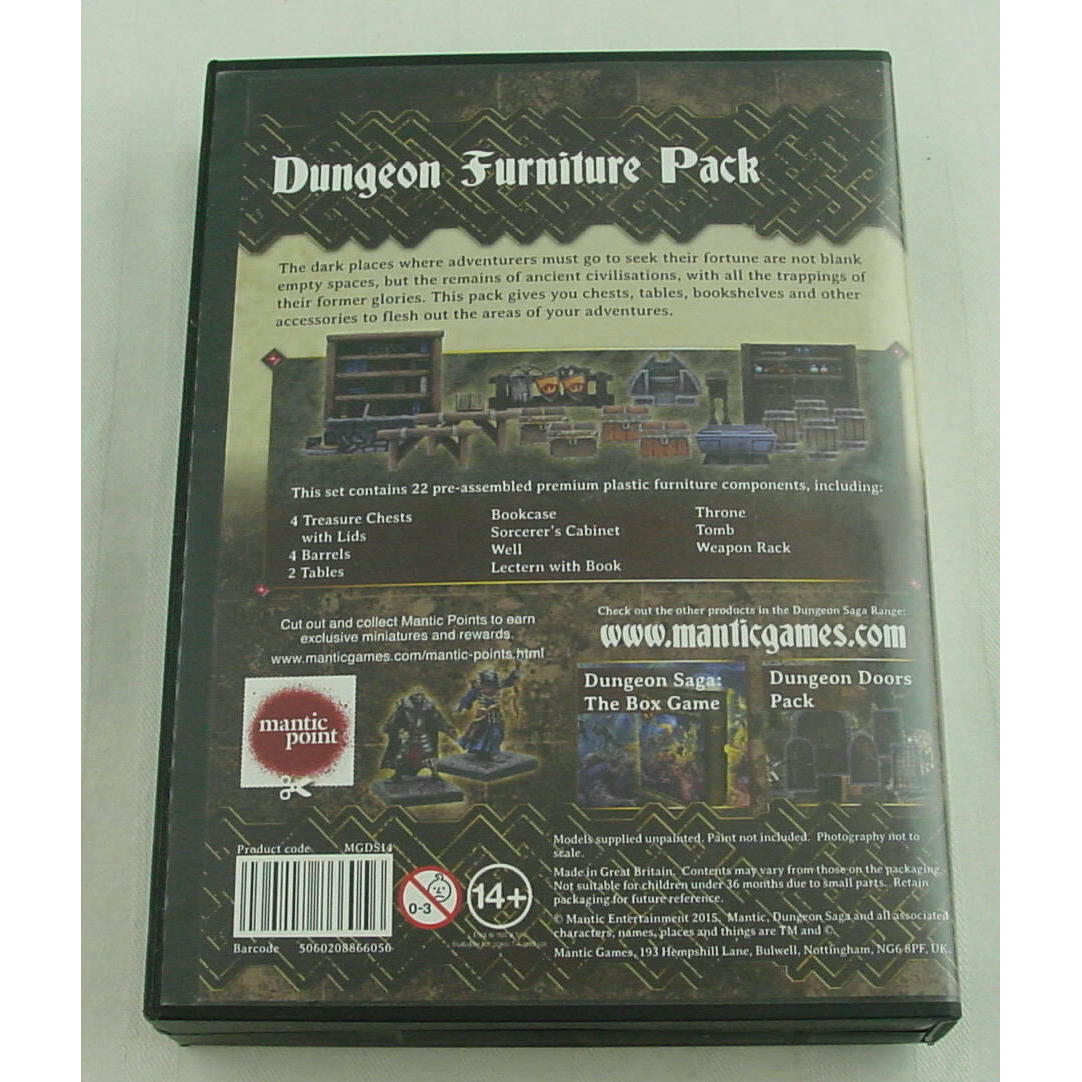 Dungeon Furniture Pack
The dark places where adventurers must go to seek their fortune are not blank
empty spaces, but the remains of ancient civilisations, with all the trappings of
their former glories. This pack gives you chests, tables, bookshelves and other
accessories to flesh out the areas of your adventures.
This set contains 22 pre-assembled premium plastic furniture components, including:
4 Treasure Chests
with Lids
4 Barrels
2 Tables
Bookcase
Sorcerer's Cabinet
Well
Lectern with Book
Throne
Tomb
Weapon Rack
Cut out and collect Mantic Points to earn
exclusive miniatures and rewards.
www.manticgames.com/mantic-points.html
mantic
point
Check out the other products in the Dungeon Saga Range:
www.manticgames.com
Dungeon Saga:
The Box Game
Dungeon Doors
Pack
Product code MGDS14
Barcode 5060208866056
0-3
14+
Models supplied unpainted. Paint not included. Photography not to
scale.
Made in Great Britain. Contents may vary from those on the packaging.
Not suitable for children under 36 months due to small parts. Retain
packaging for future reference.
© Mantic Entertainment 2015. Mantic, Dungeon Saga and all associated
characters, names, places and things are TM and ©.
Mantic Games, 193 Hempshill Lane, Bulwell, Nottingham, NG6 8PF, UK.